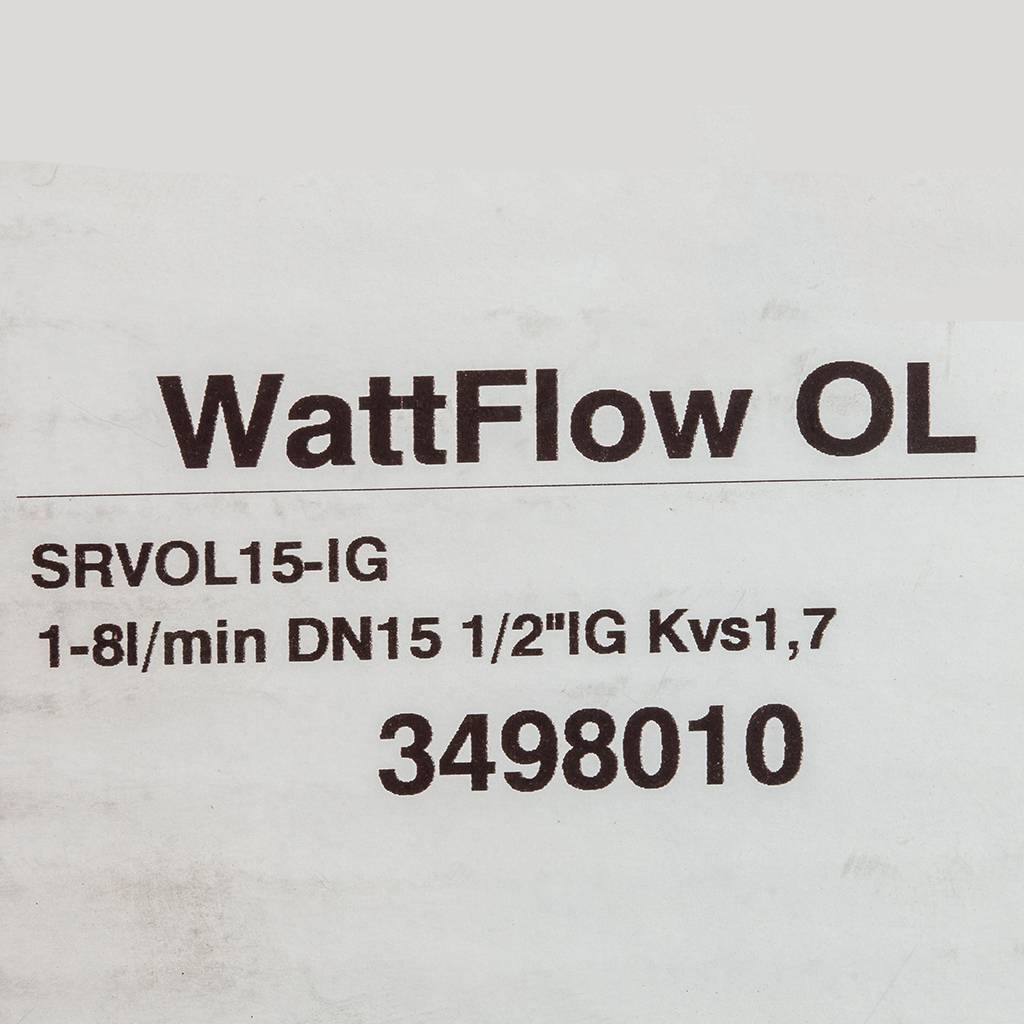 WattFlow OL
SRVOL15-IG
1-8l/min DN15 1/2"IG Kvs1,7
3498010